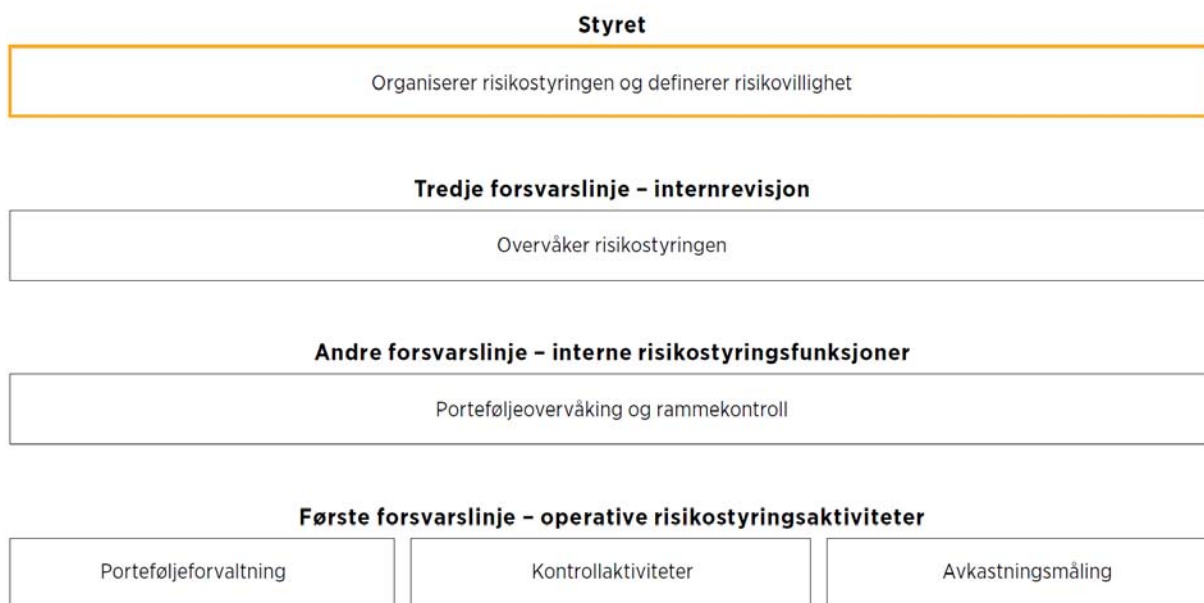 Styret
Organiserer risikostyringen og definerer risikovillighet
Tredje forsvarslinje – internrevisjon
Overvåker risikostyringen
Andre forsvarslinje – interne risikostyringsfunksjoner
Porteføljeovervåking og rammekontroll
Første forsvarslinje – operative risikostyringsaktiviteter
Porteføljeforvaltning
Kontrollaktiviteter
Avkastningsmåling